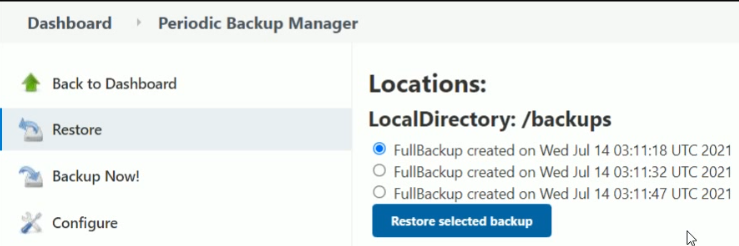 Dashboard Periodic Backup Manager
Back to Dashboard
Restore
Backup Now!
Configure
Locations:
LocalDirectory: /backups
FullBackup created on Wed Jul 14 03:11:18 UTC 2021
FullBackup created on Wed Jul 14 03:11:32 UTC 2021
FullBackup created on Wed Jul 14 03:11:47 UTC 2021
Restore selected backup